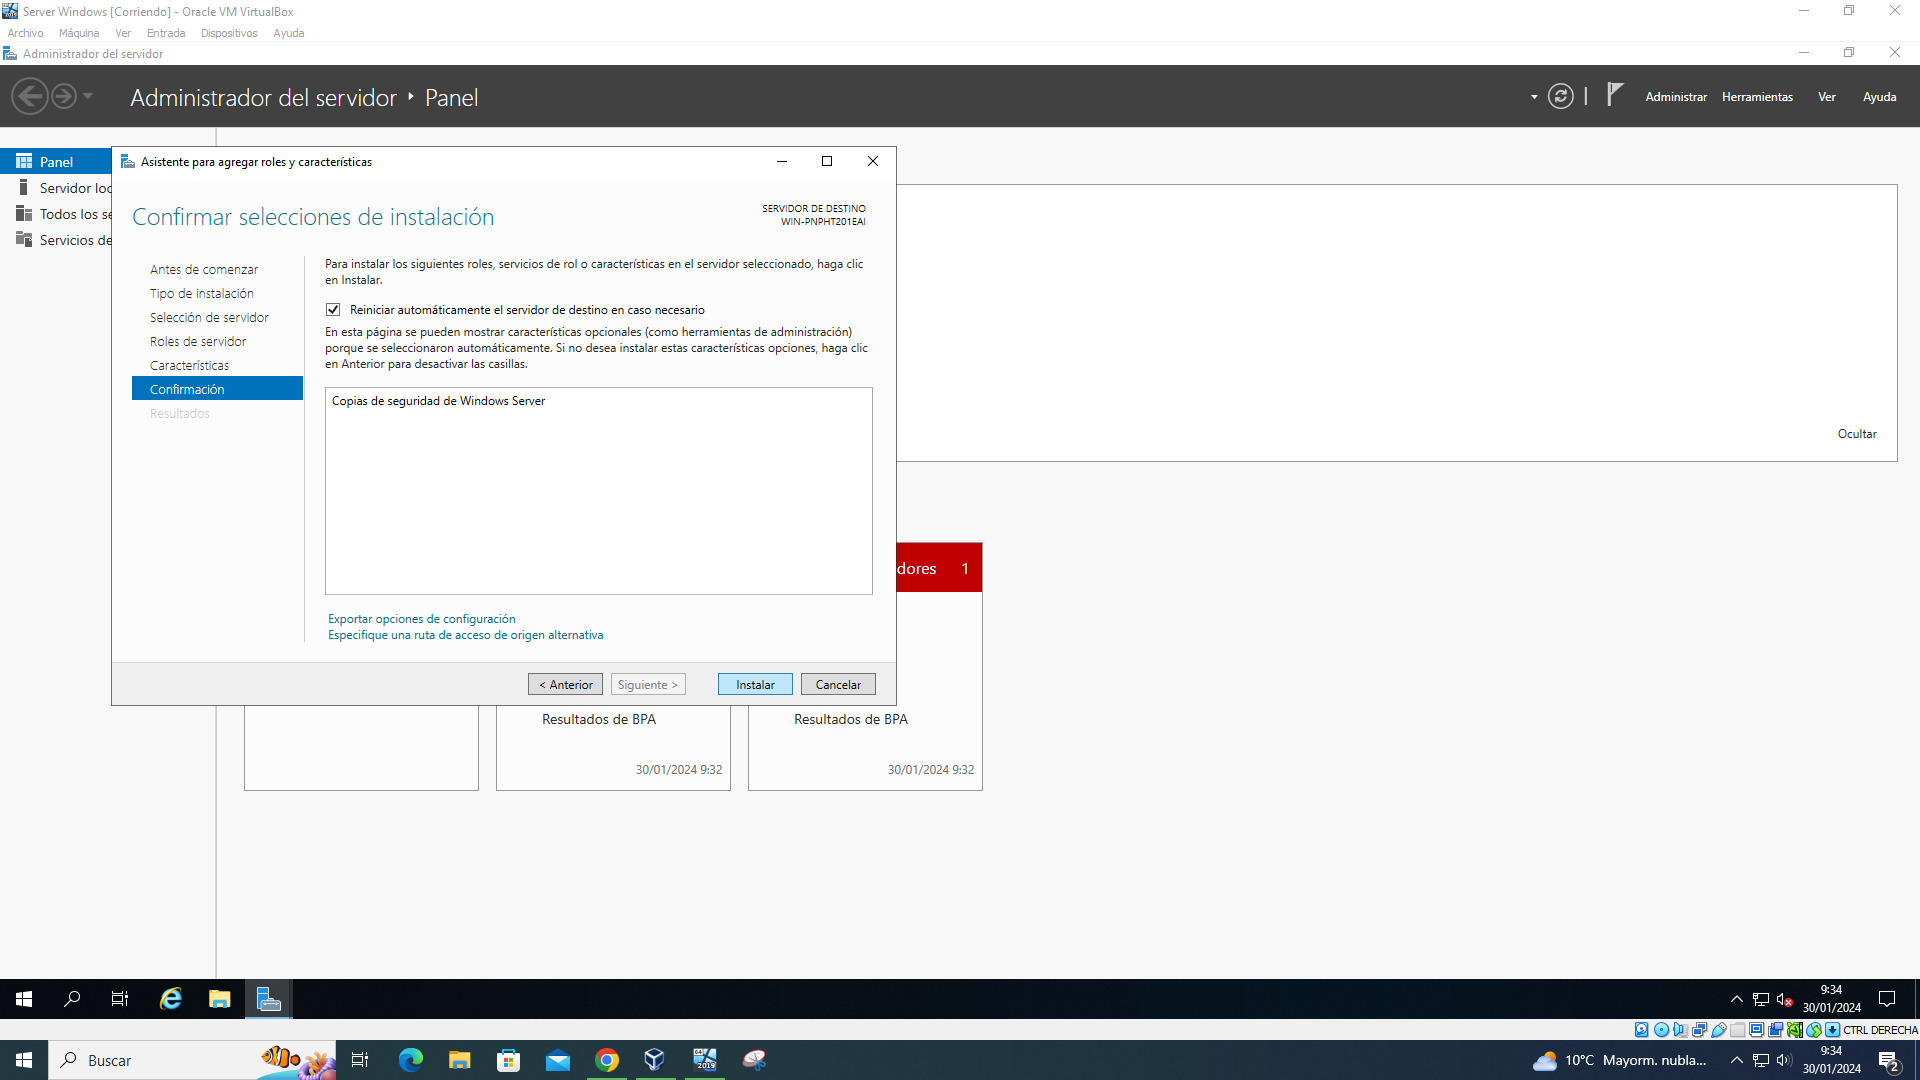 Server Windows [Corriendo] - Oracle VM VirtualBox
Archivo Máquina Ver Entrada Dispositivos Ayuda
Administrador del servidor
Administrador del servidor Panel
Administrar Herramientas Ver Ayuda
Panel
Servidor loc
Todos los se
Servicios de
Asistente para agregar roles y características
Confirmar selecciones de instalación
SERVIDOR DE DESTINO
WIN-PNPHT201EAI
Antes de comenzar
Tipo de instalación
Selección de servidor
Roles de servidor
Características
Confirmación
Resultados
Para instalar los siguientes roles, servicios de rol o características en el servidor seleccionado, haga clic
en Instalar.
Reiniciar automáticamente el servidor de destino en caso necesario
En esta página se pueden mostrar características opcionales (como herramientas de administración)
porque se seleccionaron automáticamente. Si no desea instalar estas características opciones, haga clic
en Anterior para desactivar las casillas.
Copias de seguridad de Windows Server
Exportar opciones de configuración
Especifique una ruta de acceso de origen alternativa
< Anterior Siguiente > Instalar Cancelar
Ocultar
dores 1
Resultados de BPA
30/01/2024 9:32
Resultados de BPA
30/01/2024 9:32
9:34
30/01/2024
CTRL DERECHA
Buscar
2019
10°C Mayorm. nubla...
9:34
30/01/2024
2